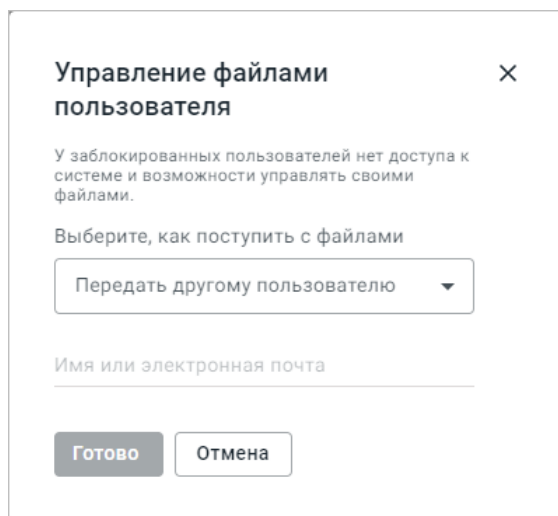 Управление файлами
пользователя
У заблокированных пользователей нет доступа к
системе и возможности управлять своими
файлами.
Выберите, как поступить с файлами
Передать другому пользователю
Имя или электронная почта
Готово
Отмена